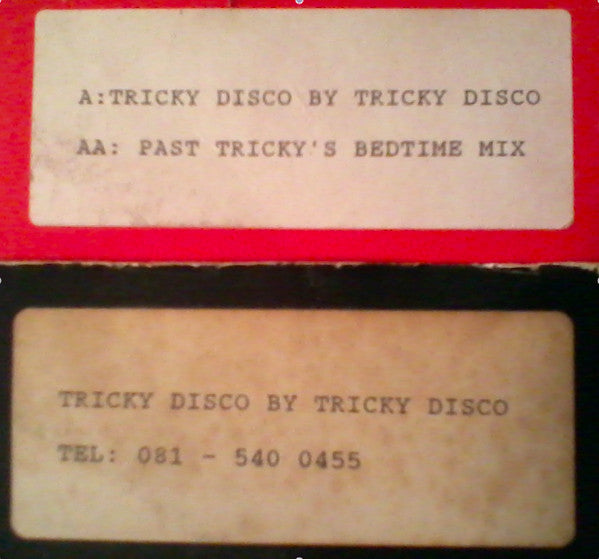 A:TRICKY DISCO BY TRICKY DISCO
AA: PAST TRICKY'S BEDTIME MIX
TRICKY DISCO BY TRICKY DISCO
TEL: 081 - 540 0455